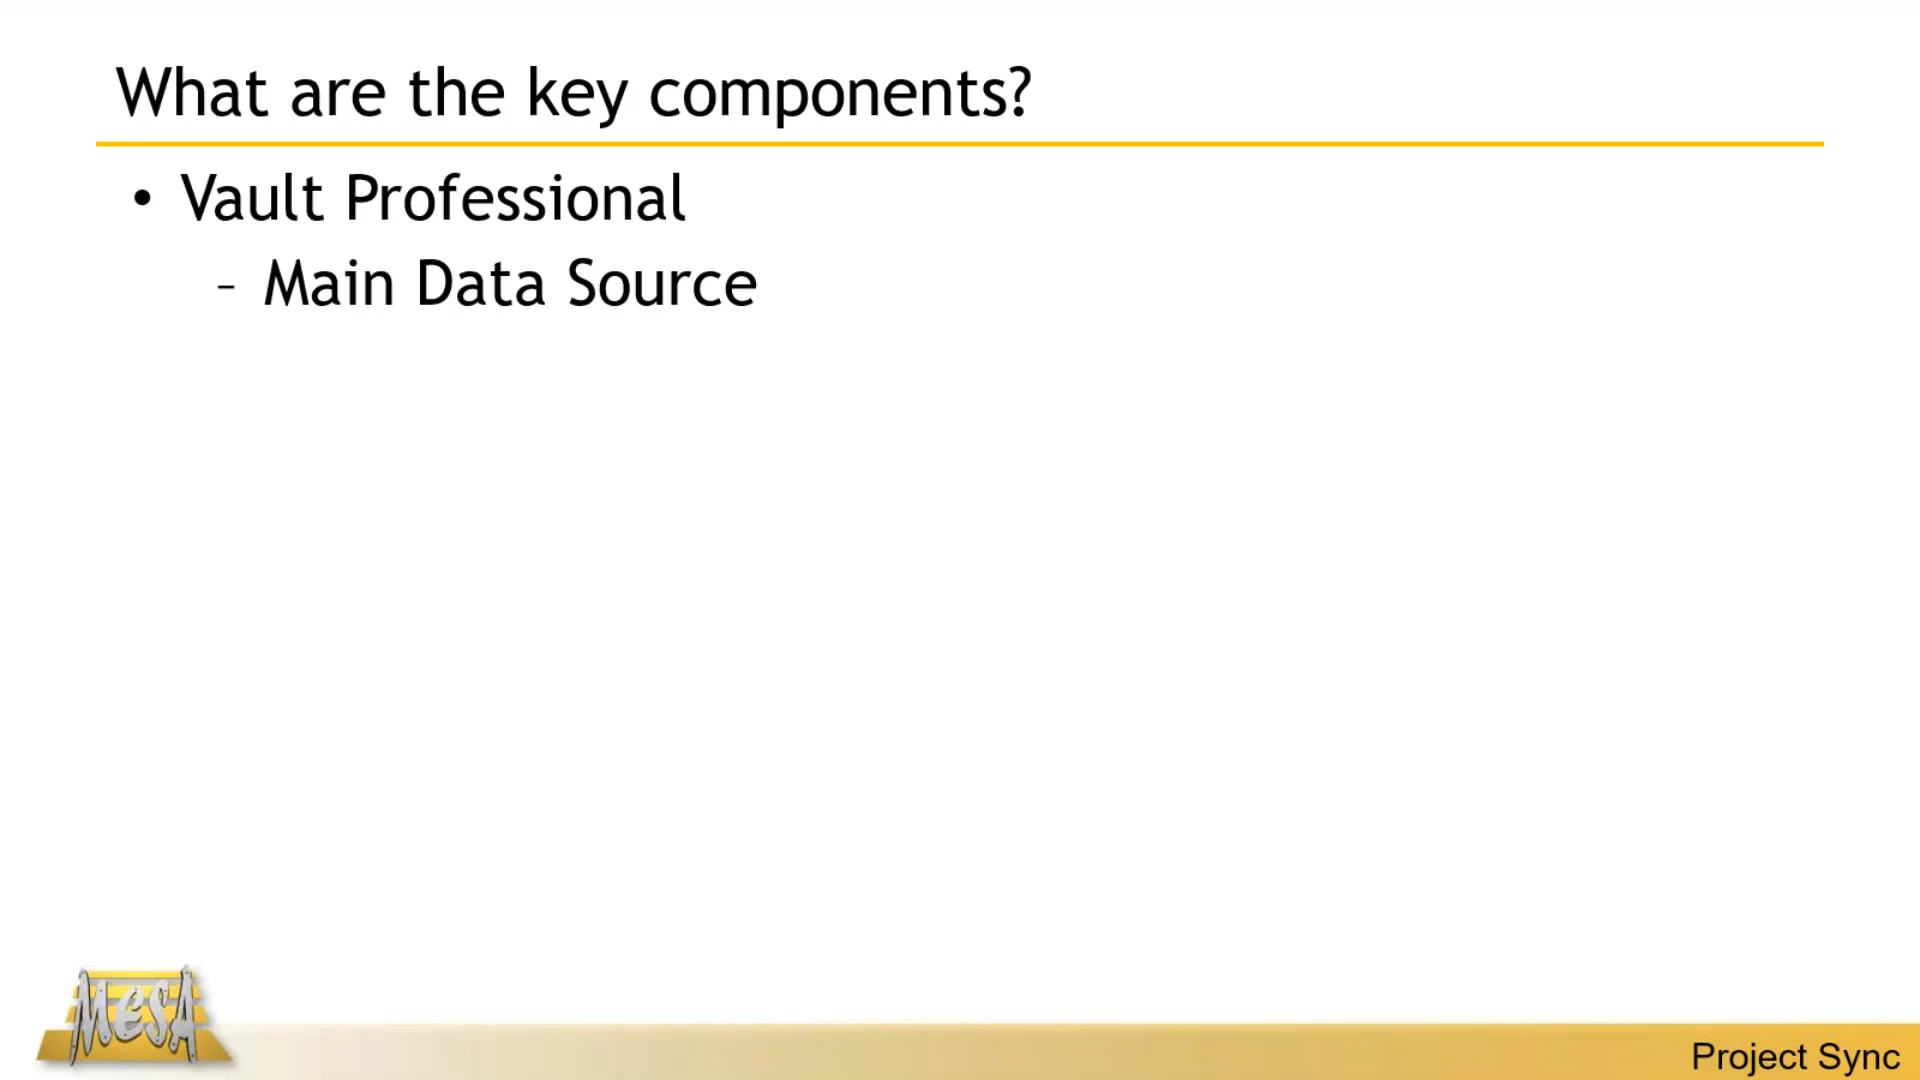 What are the key components?
• Vault Professional
– Main Data Source
MESA
Project Sync